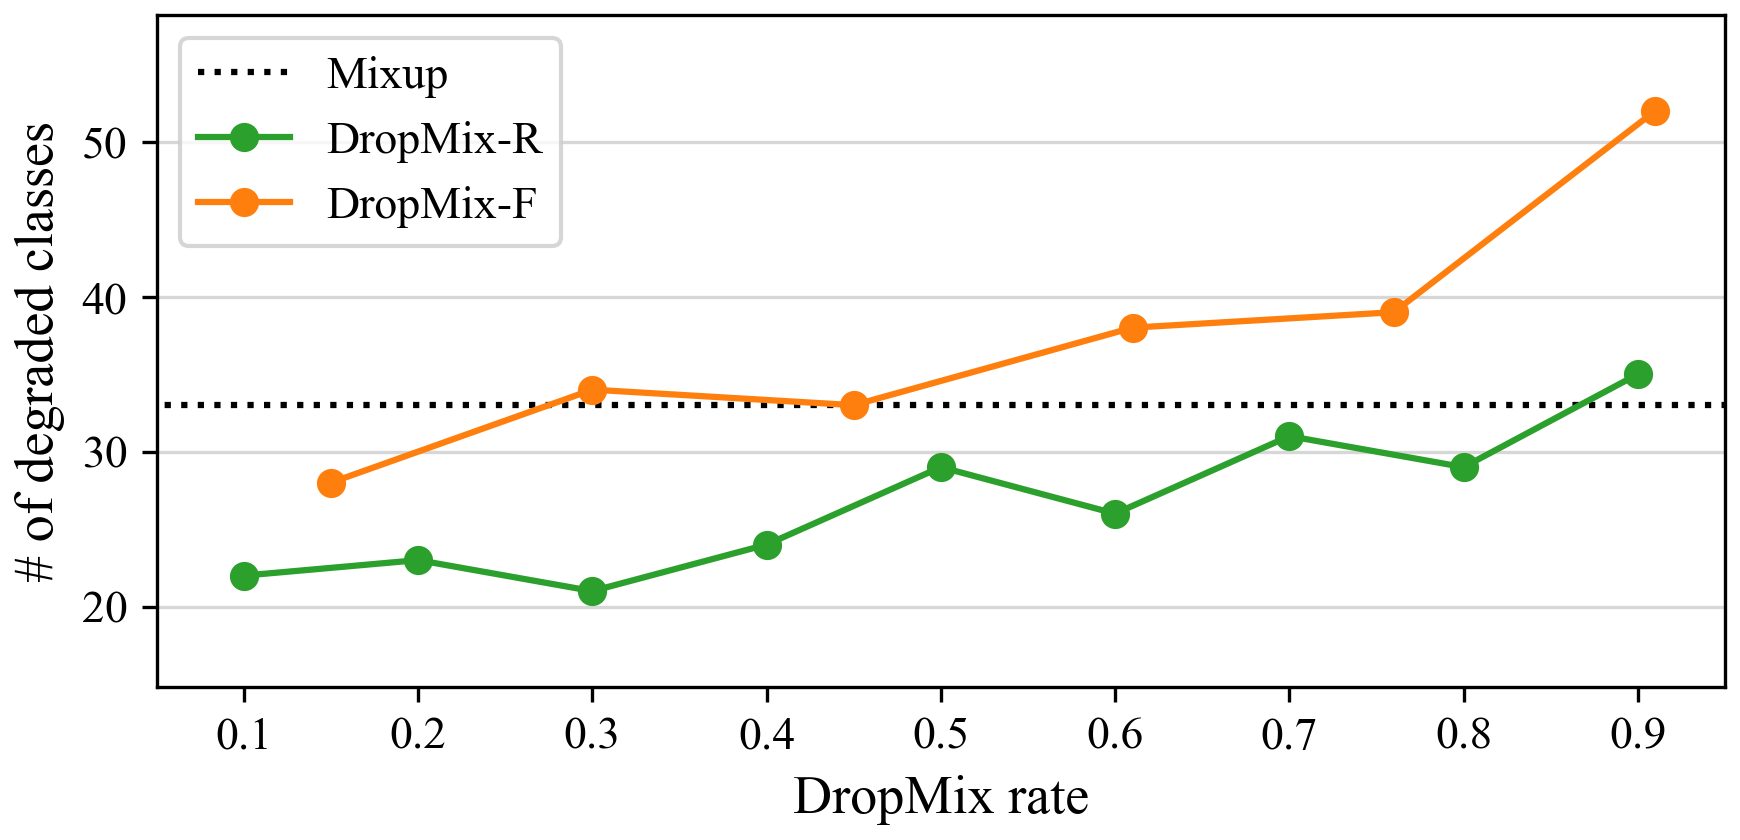 Mixup
DropMix-R
DropMix-F
# of degraded classes
50
40
30
20
0.1 0.2 0.3 0.4 0.5 0.6 0.7 0.8 0.9
DropMix rate